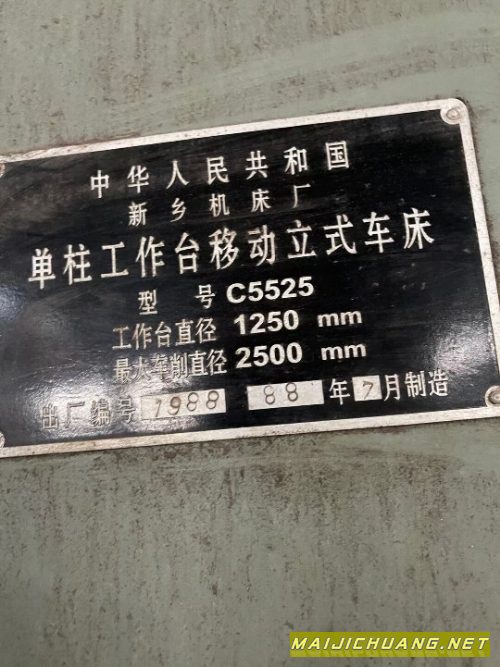 中华人民共和国
新乡机床厂
单柱工作台移动立式车床
型号 C5525
工作台直径 1250 mm
最大车削直径 2500 mm
出厂编号 1988 88 年 7 月制造
MAIJICHUANG.NET